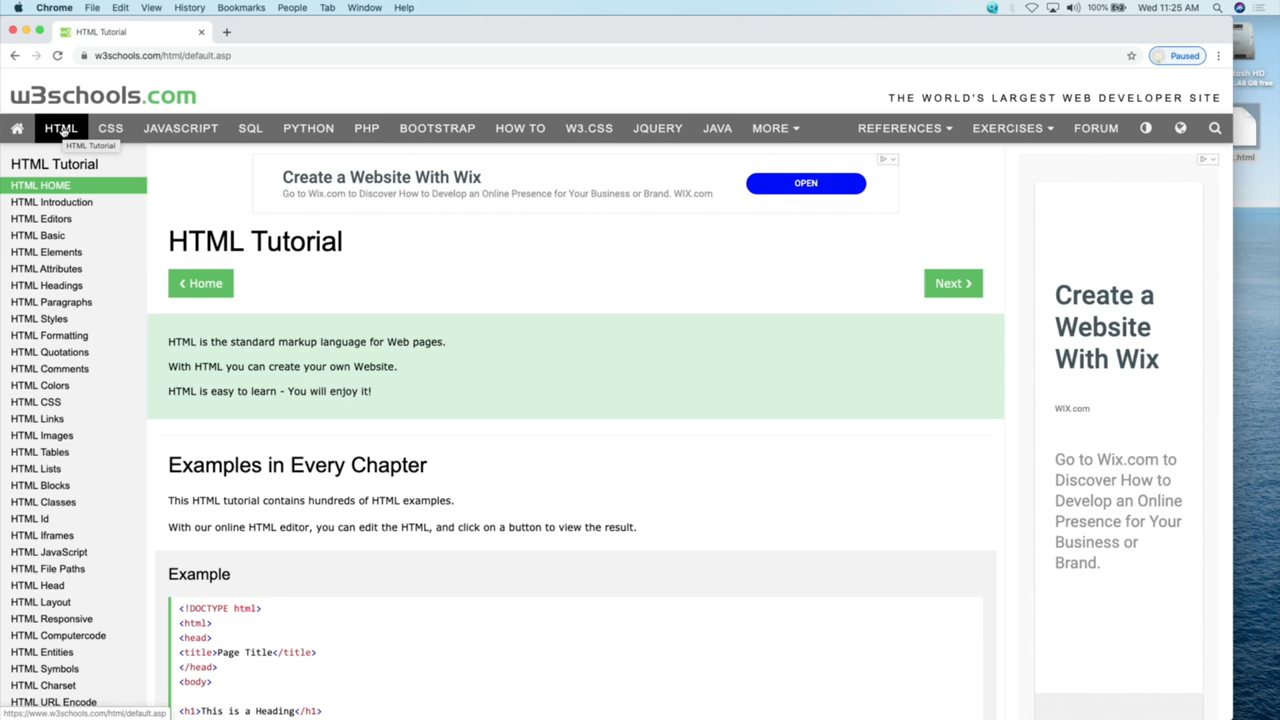 Chrome File Edit View History Bookmarks People Tab Window Help 100% Wed 11:25 AM
HTML Tutorial
w3schools.com/html/default.asp Paused
w3schools.com THE WORLD'S LARGEST WEB DEVELOPER SITE
HTML CSS JAVASCRIPT SQL PYTHON PHP BOOTSTRAP HOW TO W3.CSS JQUERY JAVA MORE REFERENCES EXERCISES FORUM
HTML Tutorial
HTML Tutorial
HTML HOME
HTML Introduction
HTML Editors
HTML Basic
HTML Elements
HTML Attributes
HTML Headings
HTML Paragraphs
HTML Styles
HTML Formatting
HTML Quotations
HTML Comments
HTML Colors
HTML CSS
HTML Links
HTML Images
HTML Tables
HTML Lists
HTML Blocks
HTML Classes
HTML Id
HTML Iframes
HTML JavaScript
HTML File Paths
HTML Head
HTML Layout
HTML Responsive
HTML Computercode
HTML Entities
HTML Symbols
HTML Charset
HTML URL Encode
https://www.w3schools.com/html/default.asp
Create a Website With Wix
Go to Wix.com to Discover How to Develop an Online Presence for Your Business or Brand. WIX.com
OPEN
HTML Tutorial
❮ Home
Next ❯
HTML is the standard markup language for Web pages.
With HTML you can create your own Website.
HTML is easy to learn - You will enjoy it!
Examples in Every Chapter
This HTML tutorial contains hundreds of HTML examples.
With our online HTML editor, you can edit the HTML, and click on a button to view the result.
Example
<!DOCTYPE html>
<html>
<head>
<title>Page Title</title>
</head>
<body>
<h1>This is a Heading</h1>
Create a
Website
With Wix
WIX.com
Go to Wix.com to
Discover How to
Develop an Online
Presence for Your
Business or
Brand.
tosh HD
.48 GB free
.html